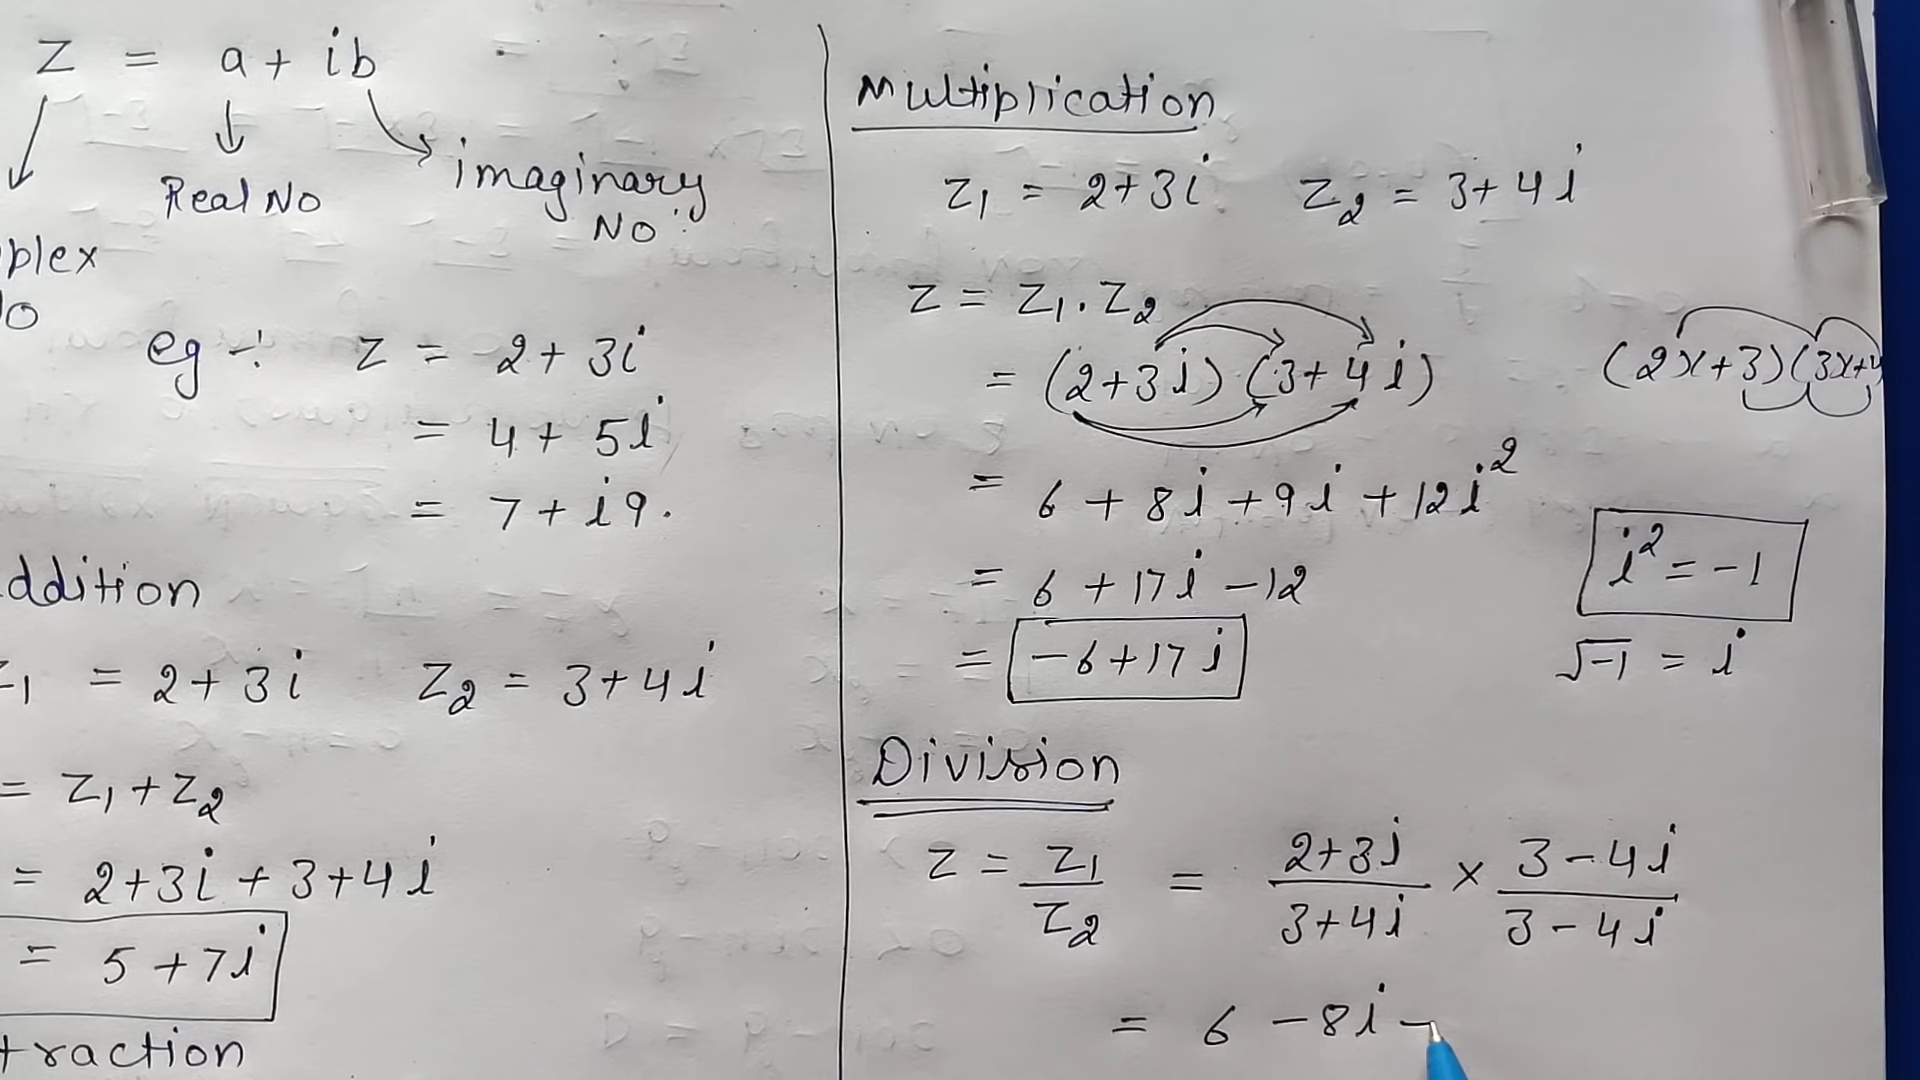 z = a + ib
Real No
imaginary
No.
plex
eg ÷ z = 2 + 3i
= 4 + 5i
= 7 + i9.
ddition
= 2 + 3i z2 = 3 + 4i
= z1 + z2
= 2+3i + 3+4i
= 5 + 7i
traction
Multiplication
z1 = 2+3i z2 = 3+4i
z = z1 . z2
= (2+3i) (3+4i)
(2x+3)(3x+4
= 6 + 8i + 9i + 12i²
= 6 + 17i - 12
= -6+17i
i² = -1
√-1 = i
Division
z = z1/z2 = 2+3i/3+4i × 3-4i/3-4i
= 6 - 8i -